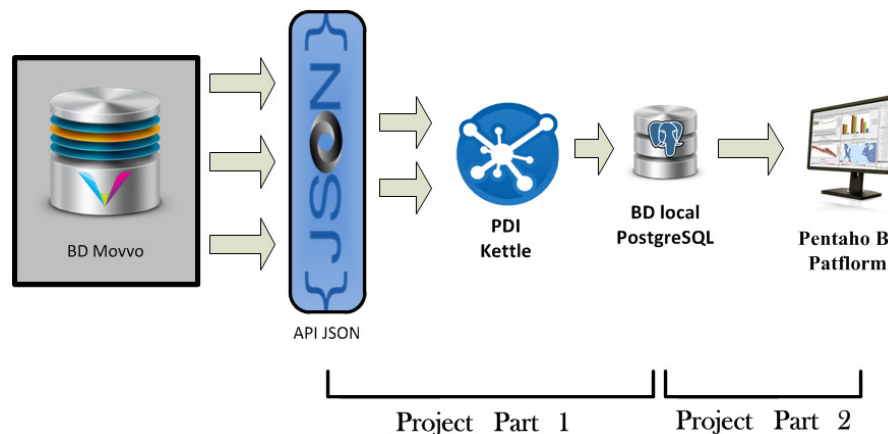 {JSON}
BD Movvo
API JSON
PDI
Kettle
BD local
PostgreSQL
Pentaho B
Patflorm
Project Part 1
Project Part 2